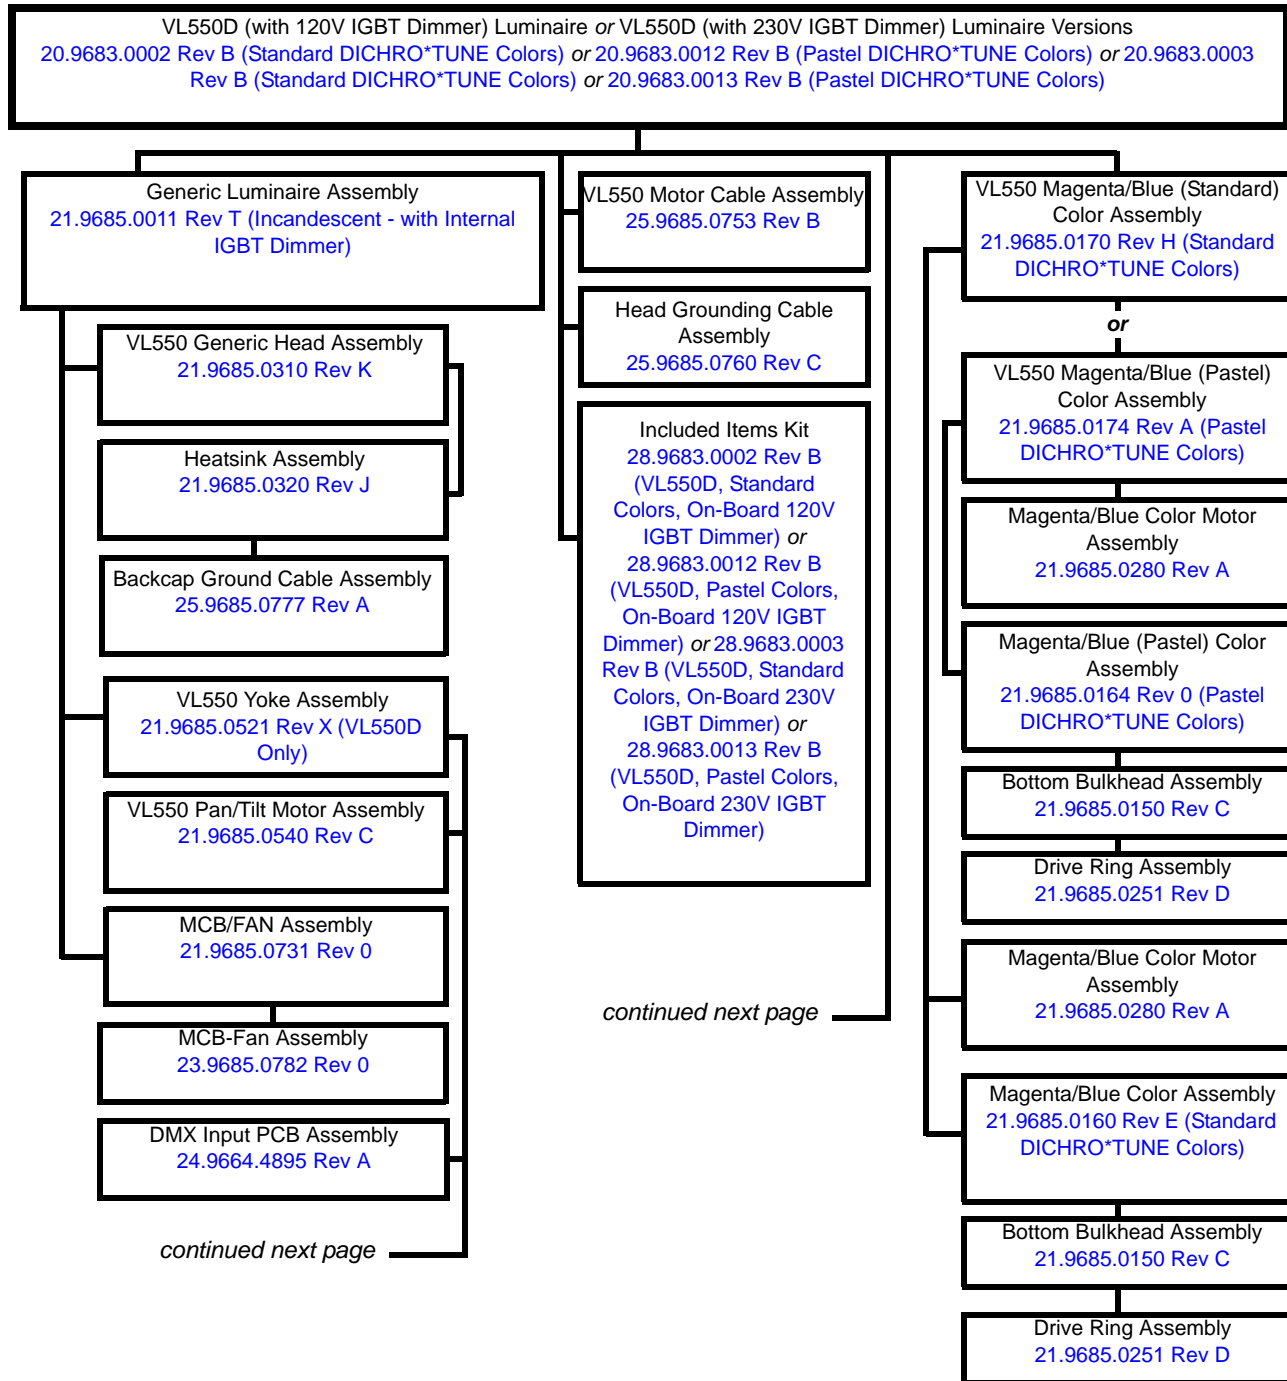 VL550D (with 120V IGBT Dimmer) Luminaire or VL550D (with 230V IGBT Dimmer) Luminaire Versions
20.9683.0002 Rev B (Standard DICHRO*TUNE Colors) or 20.9683.0012 Rev B (Pastel DICHRO*TUNE Colors) or 20.9683.0003
Rev B (Standard DICHRO*TUNE Colors) or 20.9683.0013 Rev B (Pastel DICHRO*TUNE Colors)
Generic Luminaire Assembly
21.9685.0011 Rev T (Incandescent - with Internal
IGBT Dimmer)
VL550 Generic Head Assembly
21.9685.0310 Rev K
Heatsink Assembly
21.9685.0320 Rev J
Backcap Ground Cable Assembly
25.9685.0777 Rev A
VL550 Yoke Assembly
21.9685.0521 Rev X (VL550D
Only)
VL550 Pan/Tilt Motor Assembly
21.9685.0540 Rev C
MCB/FAN Assembly
21.9685.0731 Rev 0
MCB-Fan Assembly
23.9685.0782 Rev 0
DMX Input PCB Assembly
24.9664.4895 Rev A
continued next page
VL550 Motor Cable Assembly
25.9685.0753 Rev B
Head Grounding Cable
Assembly
25.9685.0760 Rev C
Included Items Kit
28.9683.0002 Rev B
(VL550D, Standard
Colors, On-Board 120V
IGBT Dimmer) or
28.9683.0012 Rev B
(VL550D, Pastel Colors,
On-Board 120V IGBT
Dimmer) or 28.9683.0003
Rev B (VL550D, Standard
Colors, On-Board 230V
IGBT Dimmer) or
28.9683.0013 Rev B
(VL550D, Pastel Colors,
On-Board 230V IGBT
Dimmer)
continued next page
VL550 Magenta/Blue (Standard)
Color Assembly
21.9685.0170 Rev H (Standard
DICHRO*TUNE Colors)
or
VL550 Magenta/Blue (Pastel)
Color Assembly
21.9685.0174 Rev A (Pastel
DICHRO*TUNE Colors)
Magenta/Blue Color Motor
Assembly
21.9685.0280 Rev A
Magenta/Blue (Pastel) Color
Assembly
21.9685.0164 Rev 0 (Pastel
DICHRO*TUNE Colors)
Bottom Bulkhead Assembly
21.9685.0150 Rev C
Drive Ring Assembly
21.9685.0251 Rev D
Magenta/Blue Color Motor
Assembly
21.9685.0280 Rev A
Magenta/Blue Color Assembly
21.9685.0160 Rev E (Standard
DICHRO*TUNE Colors)
Bottom Bulkhead Assembly
21.9685.0150 Rev C
Drive Ring Assembly
21.9685.0251 Rev D